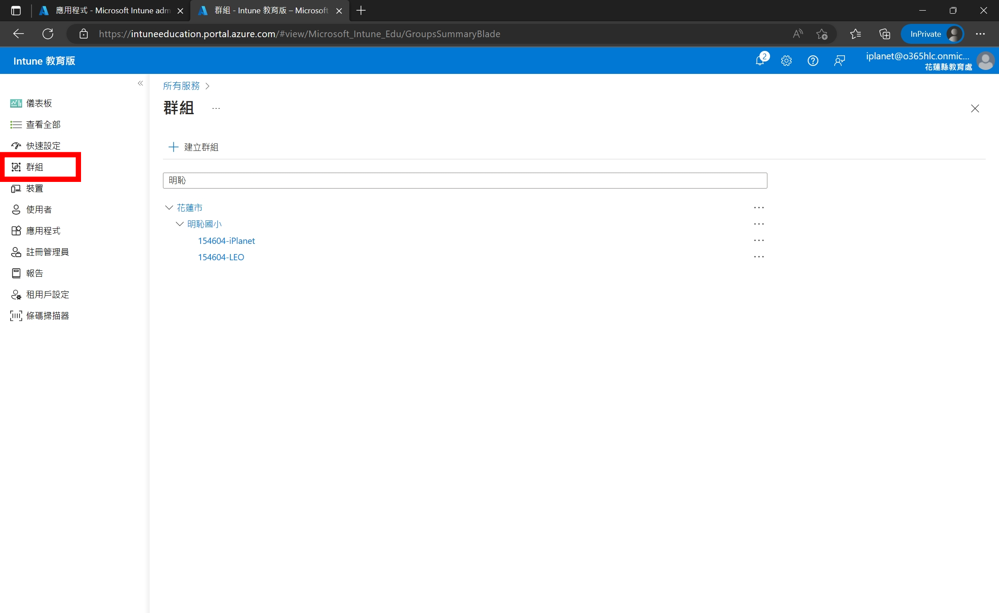 應用程式 - Microsoft Intune adm
群組 - Intune 教育版 – Microsoft
https://intuneeducation.portal.azure.com/#view/Microsoft_Intune_Edu/GroupsSummaryBlade
InPrivate
Intune 教育版
2
iplanet@o365hlc.onmic...
花蓮縣教育處
儀表板
查看全部
快速設定
群組
裝置
使用者
應用程式
註冊管理員
報告
租用戶設定
條碼掃描器
所有服務 >
群組 ...
建立群組
明恥
花蓮市 ...
明恥國小 ...
154604-iPlanet ...
154604-LEO ...